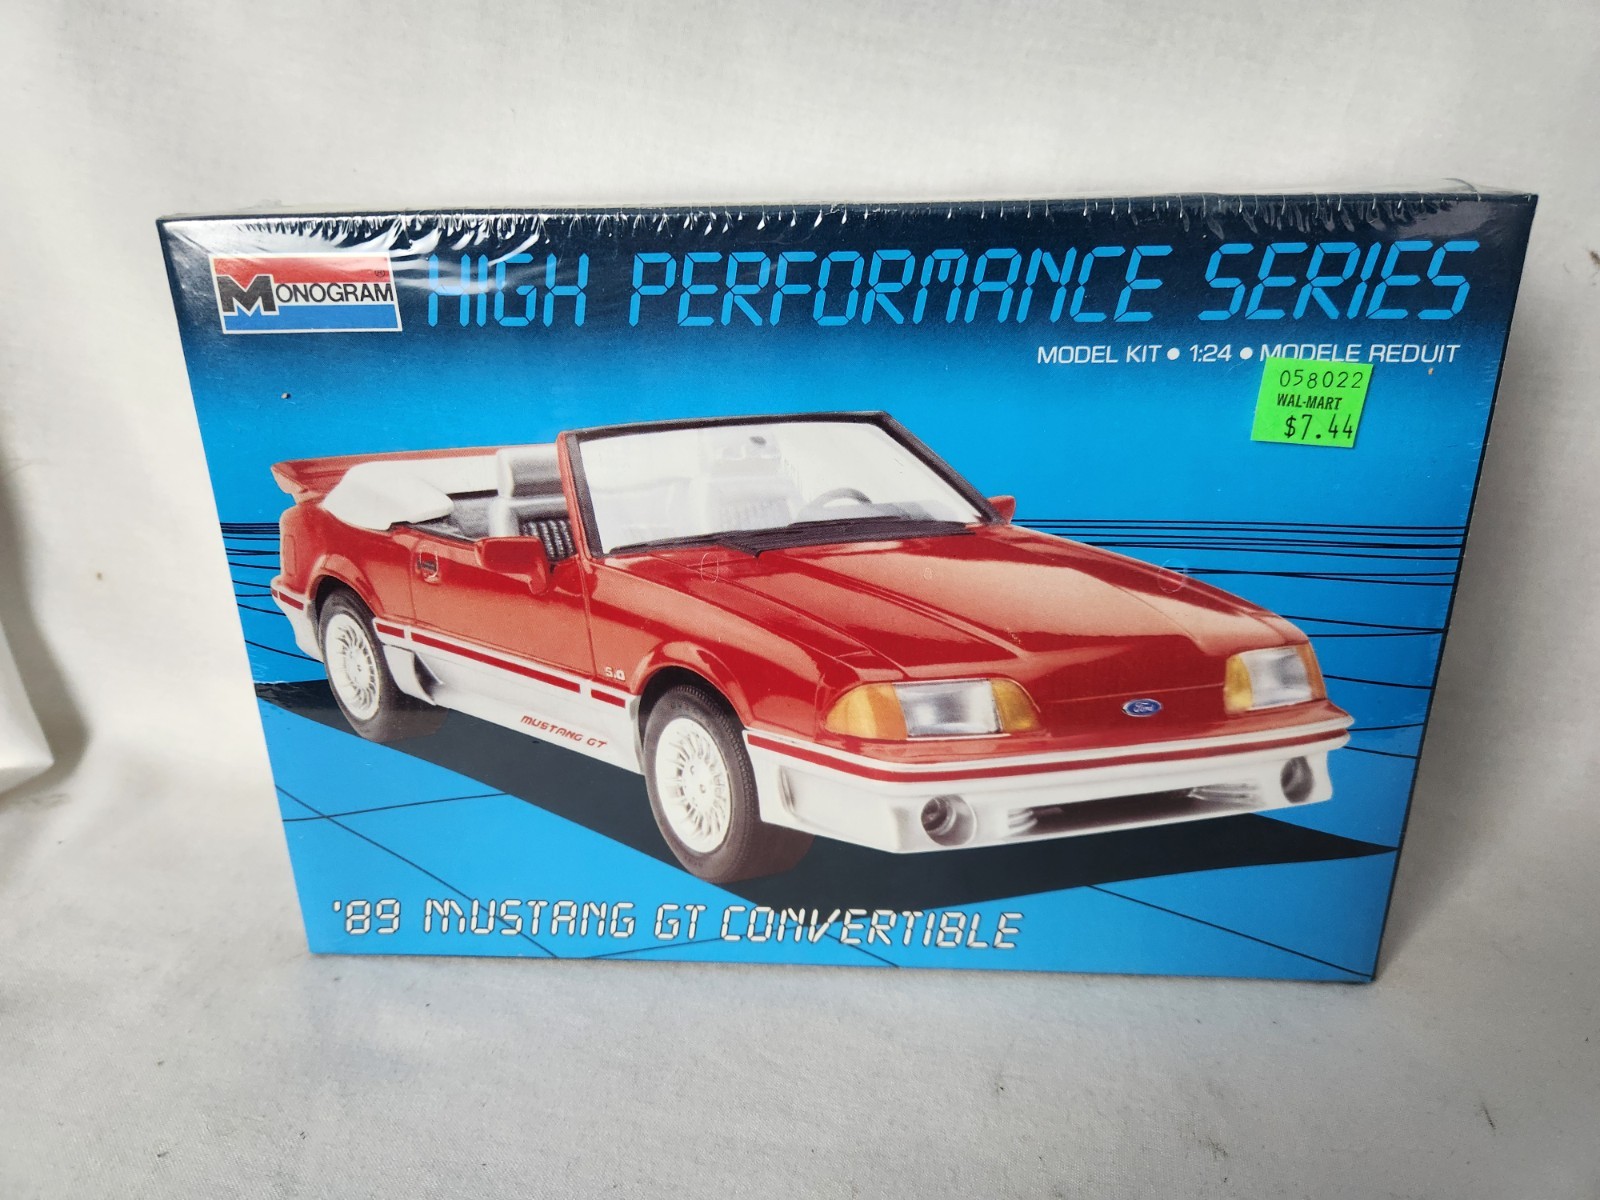 MONOGRAM ®
HIGH PERFORMANCE SERIES
MODEL KIT • 1:24 • MODELE REDUIT
058022
WAL-MART
$7.44
5.0
MUSTANG GT
Ford
'89 MUSTANG GT CONVERTIBLE